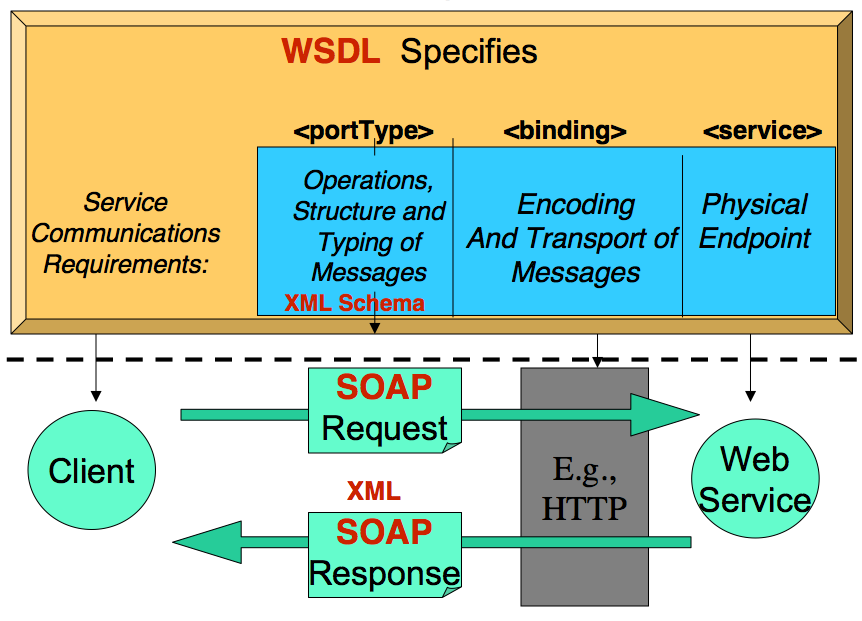 WSDL Specifies
<portType> <binding> <service>
Service
Communications
Requirements:
Operations,
Structure and
Typing of
Messages
XML Schema
Encoding
And Transport of
Messages
Physical
Endpoint
Client
SOAP
Request
XML
SOAP
Response
E.g.,
HTTP
Web
Service